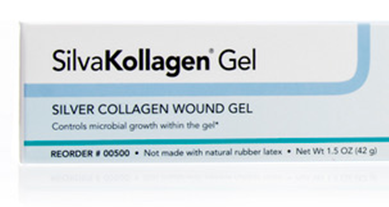 SilvaKollagen® Gel
SILVER COLLAGEN WOUND GEL
Controls microbial growth within the gel*
REORDER # 00500 • Not made with natural rubber latex • Net Wt 1.5 OZ (42 g)